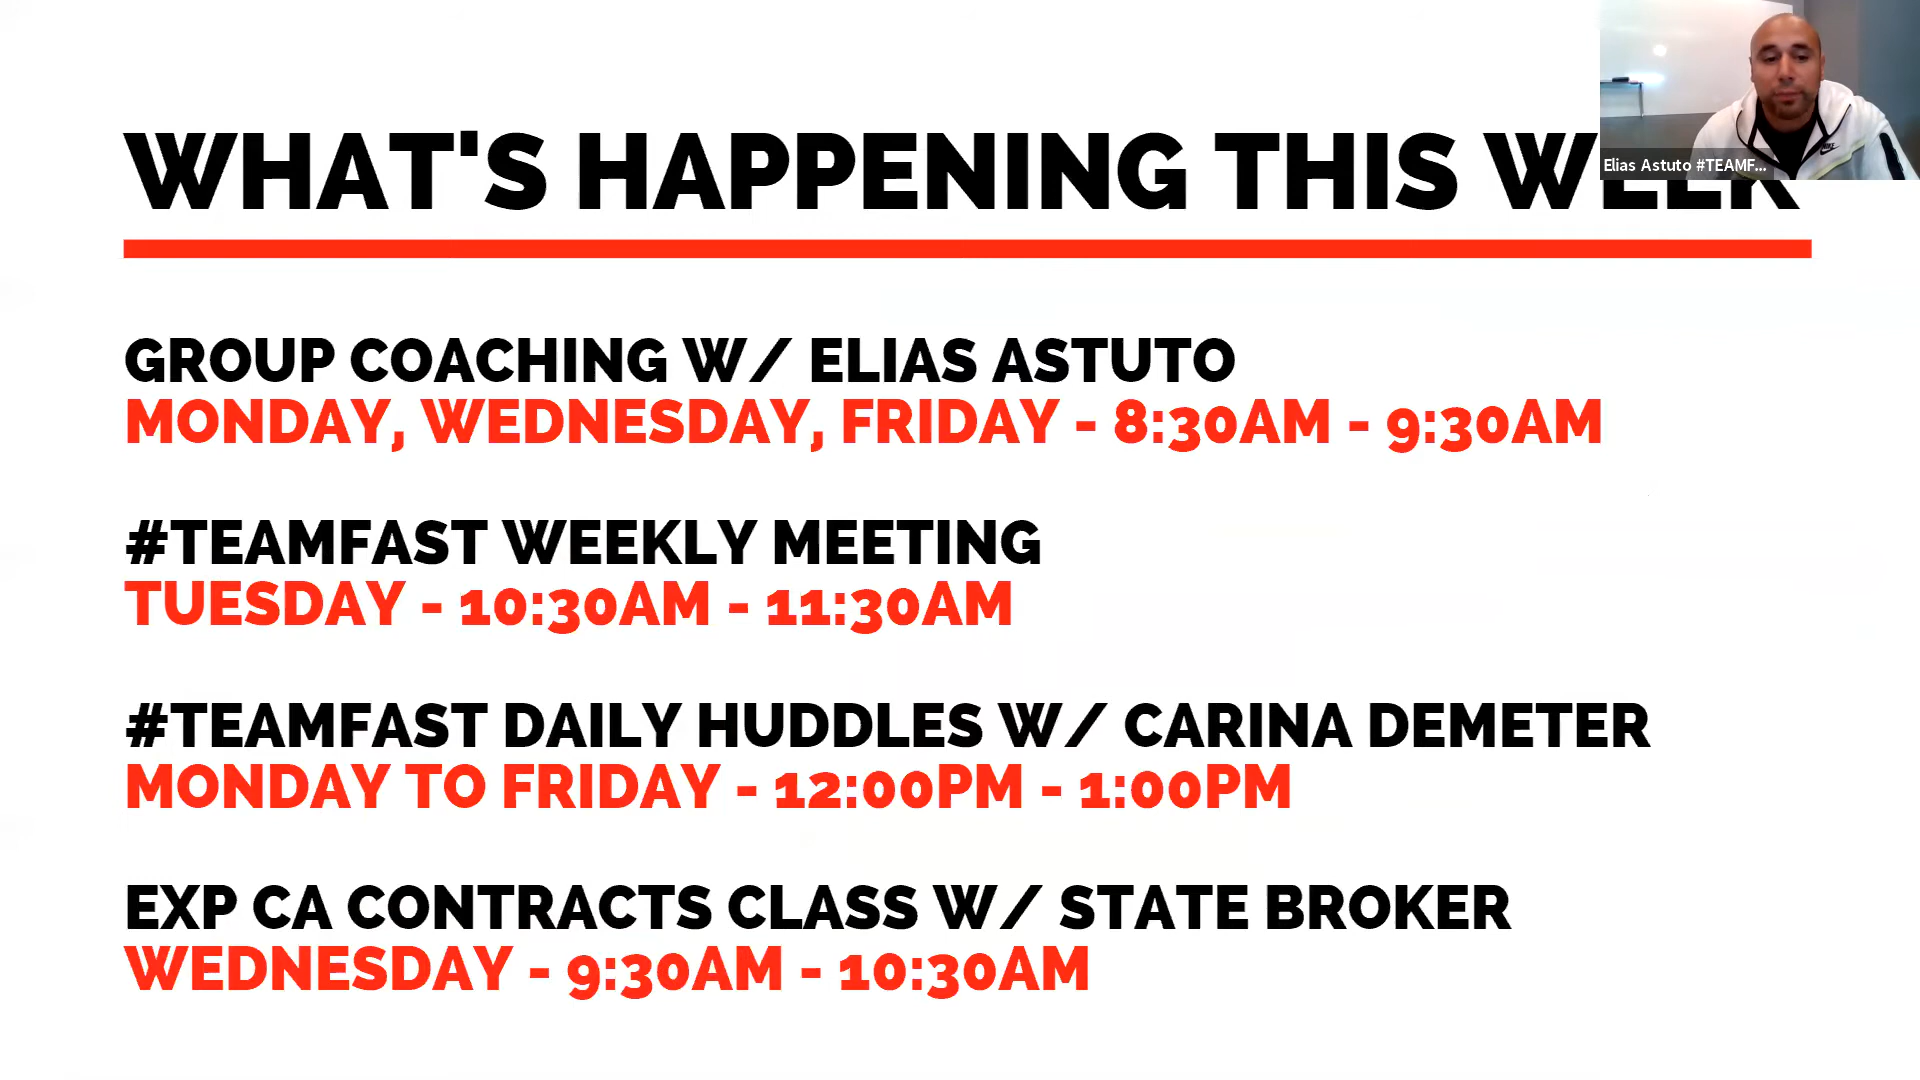 WHAT'S HAPPENING THIS WEEK
Elias Astuto #TEAMF...
GROUP COACHING W/ ELIAS ASTUTO
MONDAY, WEDNESDAY, FRIDAY - 8:30AM - 9:30AM
#TEAMFAST WEEKLY MEETING
TUESDAY - 10:30AM - 11:30AM
#TEAMFAST DAILY HUDDLES W/ CARINA DEMETER
MONDAY TO FRIDAY - 12:00PM - 1:00PM
EXP CA CONTRACTS CLASS W/ STATE BROKER
WEDNESDAY - 9:30AM - 10:30AM